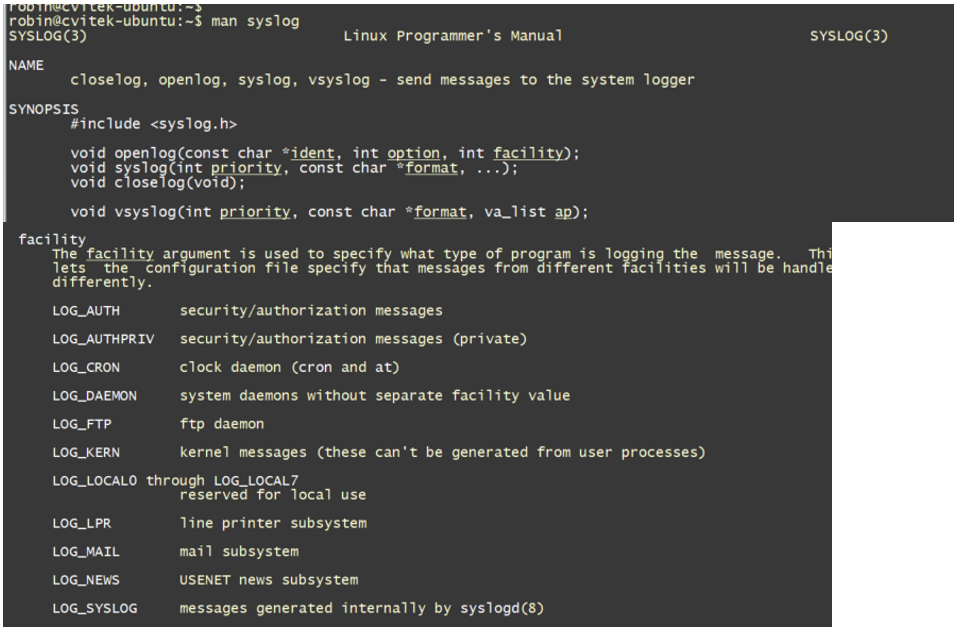 robin@cvitek-ubuntu:~$
robin@cvitek-ubuntu:~$ man syslog
SYSLOG(3) Linux Programmer's Manual SYSLOG(3)
NAME
closelog, openlog, syslog, vsyslog - send messages to the system logger
SYNOPSIS
#include <syslog.h>
void openlog(const char *ident, int option, int facility);
void syslog(int priority, const char *format, ...);
void closelog(void);
void vsyslog(int priority, const char *format, va_list ap);
facility
The facility argument is used to specify what type of program is logging the message. Thi
lets the configuration file specify that messages from different facilities will be handle
differently.
LOG_AUTH security/authorization messages
LOG_AUTHPRIV security/authorization messages (private)
LOG_CRON clock daemon (cron and at)
LOG_DAEMON system daemons without separate facility value
LOG_FTP ftp daemon
LOG_KERN kernel messages (these can't be generated from user processes)
LOG_LOCAL0 through LOG_LOCAL7
reserved for local use
LOG_LPR line printer subsystem
LOG_MAIL mail subsystem
LOG_NEWS USENET news subsystem
LOG_SYSLOG messages generated internally by syslogd(8)